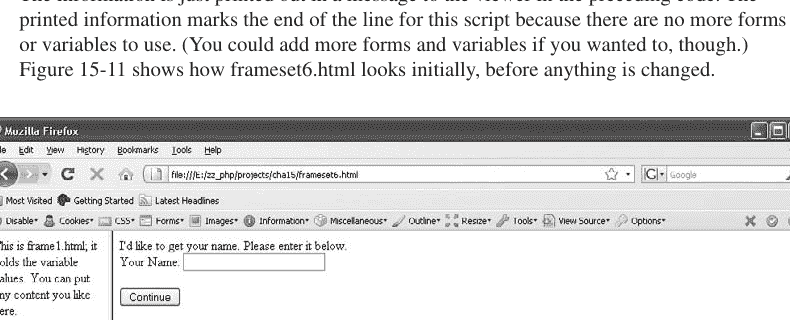 The information is just printed out in a message to the viewer in the preceding code. The
printed information marks the end of the line for this script because there are no more forms
or variables to use. (You could add more forms and variables if you wanted to, though.)
Figure 15-11 shows how frameset6.html looks initially, before anything is changed.
Mozilla Firefox
Edit View History Bookmarks Tools Help
file:///E:/zz_php/projects/cha15/frameset6.html Google
Most Visited Getting Started Latest Headlines
Disable Cookies CSS Forms Images Information Miscellaneous Outline Resize Tools View Source Options
This is frame1.html; it
olds the variable
alues. You can put
ny content you like
ere.
I'd like to get your name. Please enter it below.
Your Name:
Continue